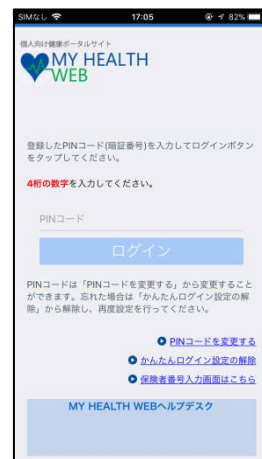 SIMなし 17:05 82%
個人向け健康ポータルサイト
MY HEALTH
WEB
登録したPINコード(暗証番号)を入力してログインボタン
をタップしてください。
4桁の数字を入力してください。
PINコード
ログイン
PINコードは「PINコードを変更する」から変更すること
ができます。忘れた場合は「かんたんログイン設定の解
除」から解除し、再度設定を行ってください。
PINコードを変更する
かんたんログイン設定の解除
保険者番号入力画面はこちら
MY HEALTH WEBヘルプデスク